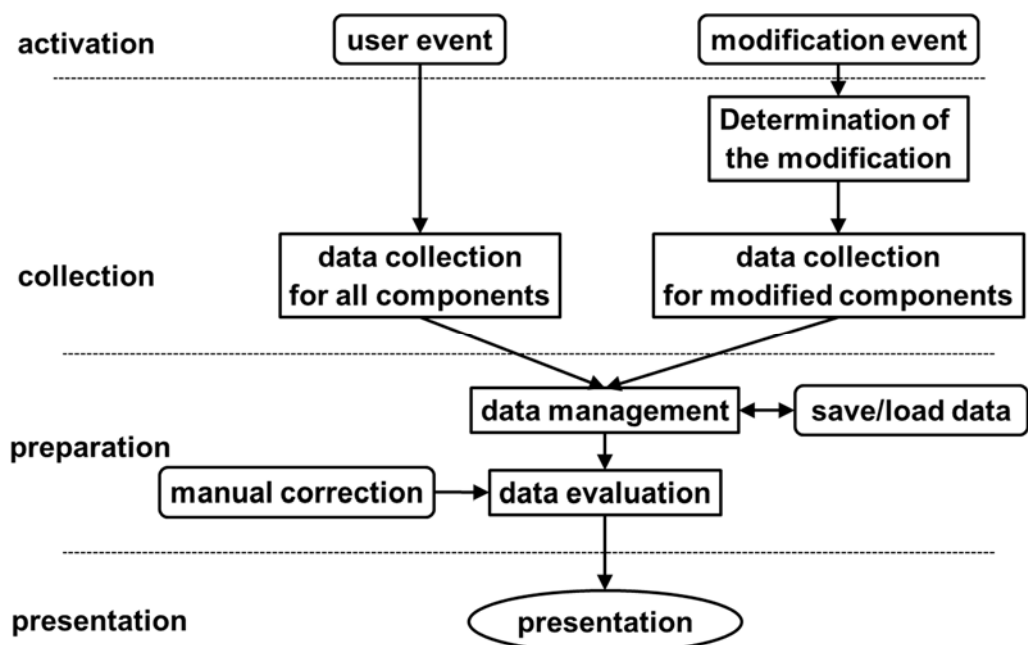 activation
user event
modification event
Determination of
the modification
collection
data collection
for all components
data collection
for modified components
preparation
data management
save/load data
manual correction
data evaluation
presentation
presentation